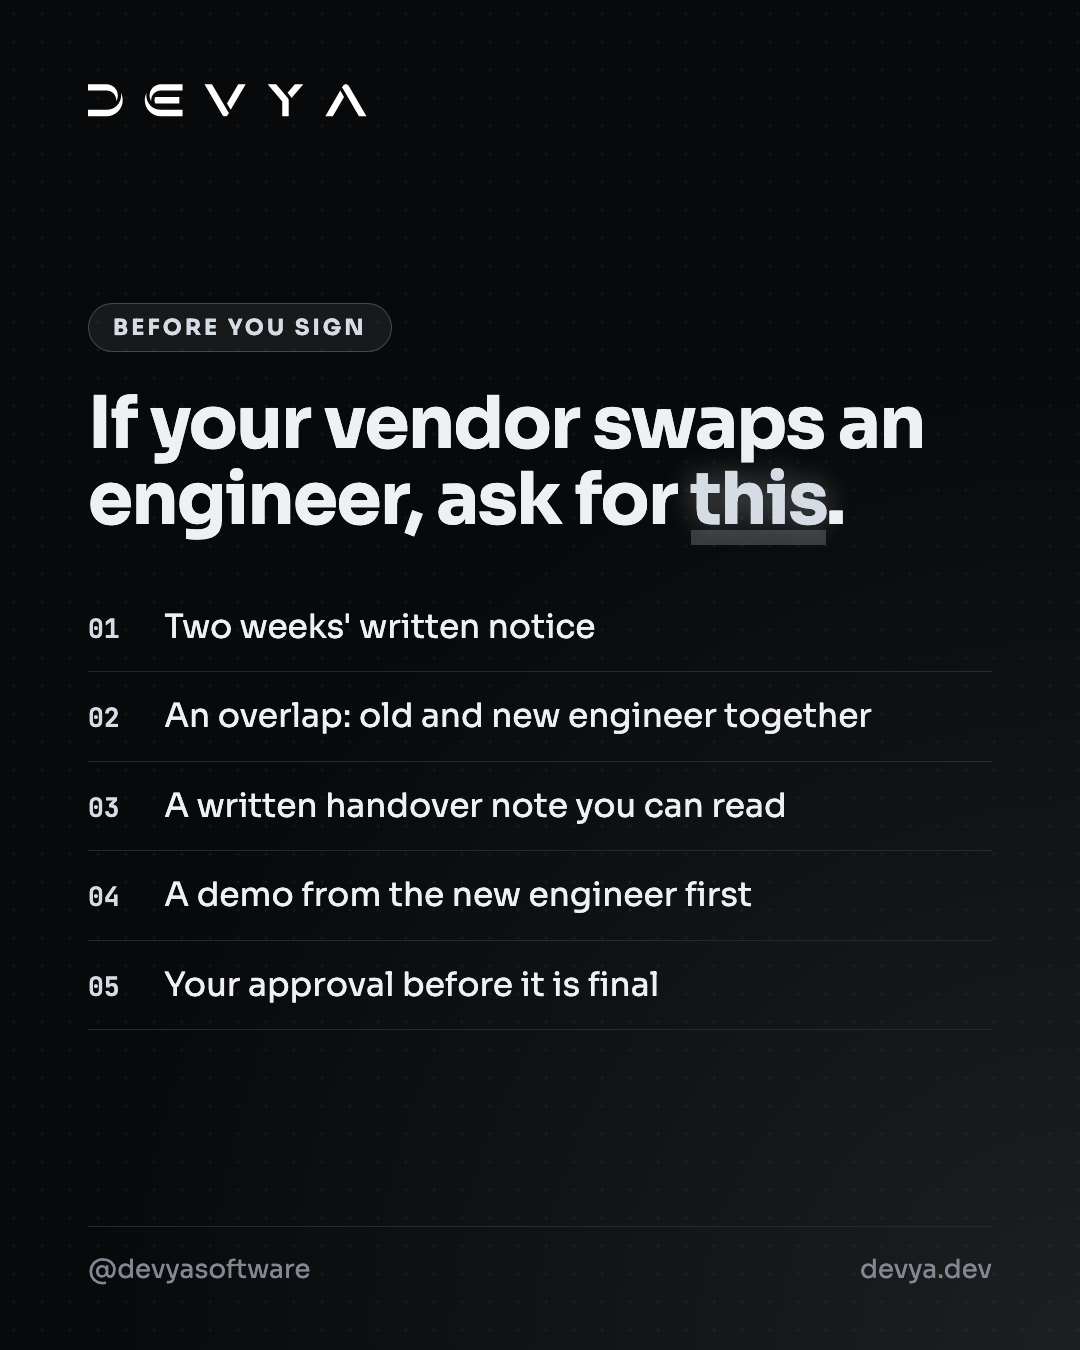 DEVYA
BEFORE YOU SIGN
If your vendor swaps an
engineer, ask for this.
01 Two weeks' written notice
02 An overlap: old and new engineer together
03 A written handover note you can read
04 A demo from the new engineer first
05 Your approval before it is final
@devyasoftware devya.dev